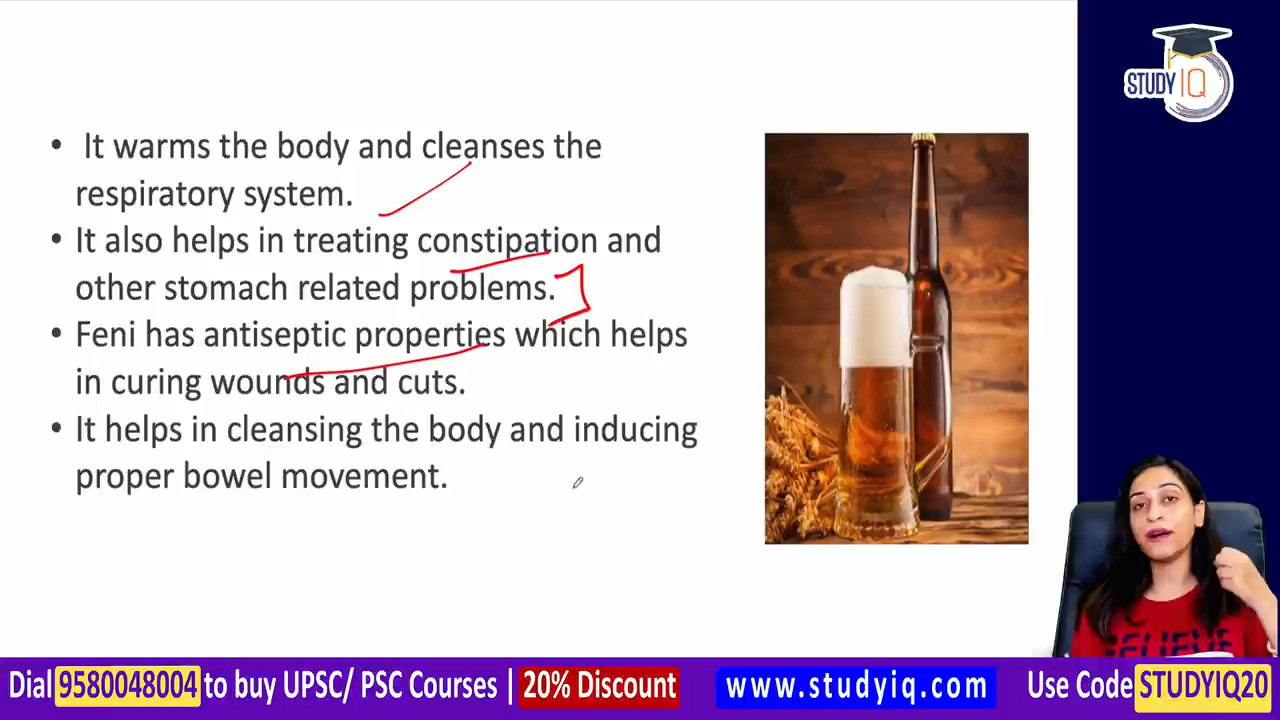 STUDY IQ
• It warms the body and cleanses the
respiratory system.
• It also helps in treating constipation and
other stomach related problems.
• Feni has antiseptic properties which helps
in curing wounds and cuts.
• It helps in cleansing the body and inducing
proper bowel movement.
BELIEVE
Dial 9580048004 to buy UPSC/ PSC Courses | 20% Discount www.studyiq.com Use Code STUDYIQ20